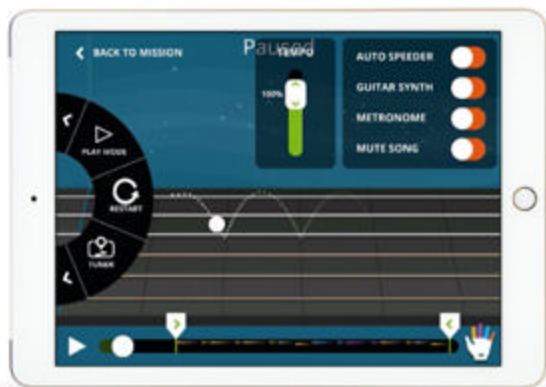 BACK TO MISSION
Paused
TEMPO
100%
AUTO SPEEDER
GUITAR SYNTH
METRONOME
MUTE SONG
PLAY MODE
RESTART
TUNER